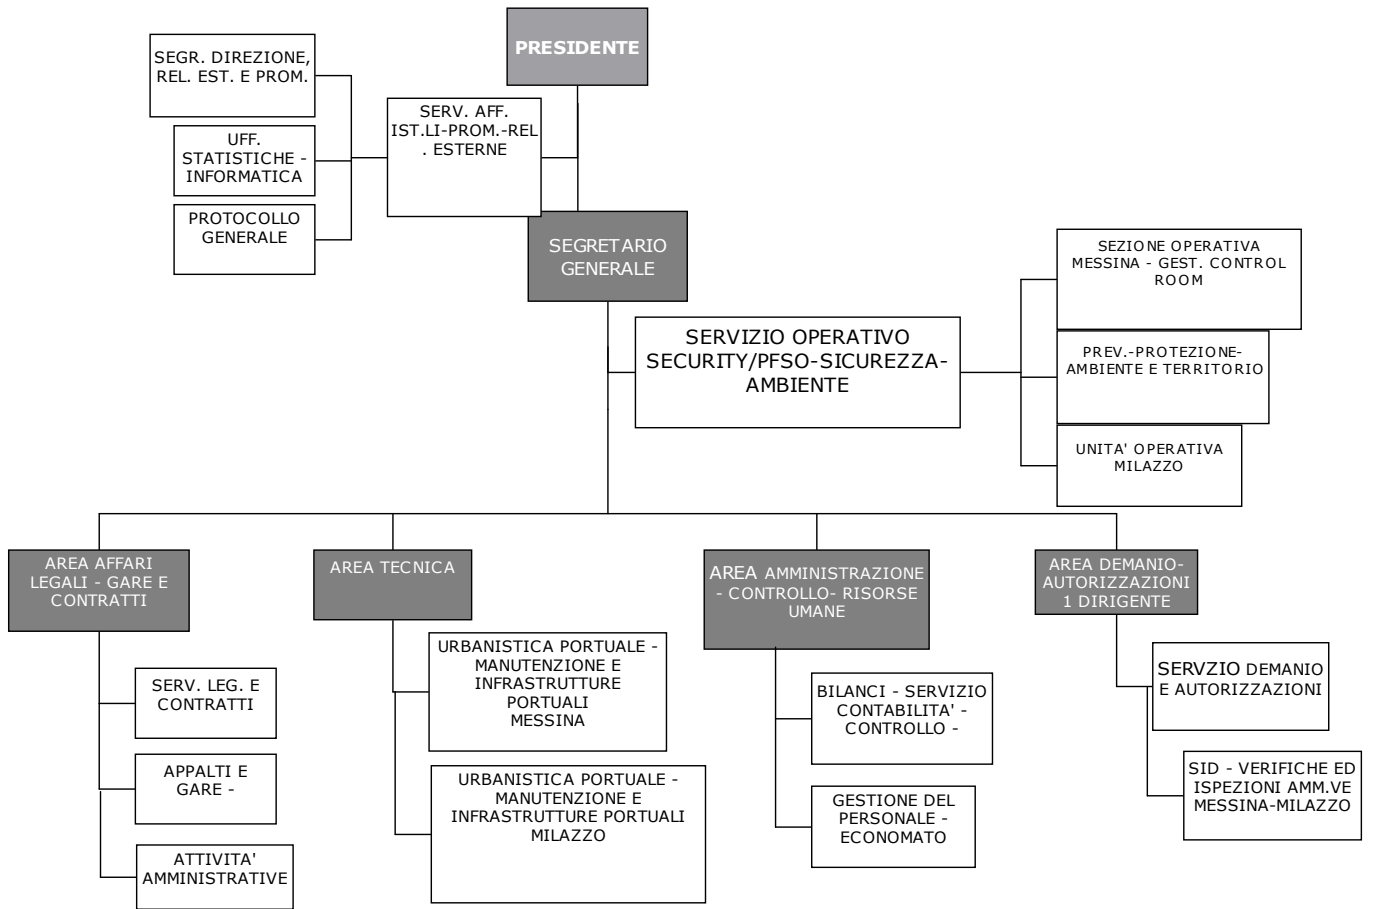 PRESIDENTE
SEGR. DIREZIONE,
REL. EST. E PROM.
UFF.
STATISTICHE -
INFORMATICA
PROTOCOLLO
GENERALE
SERV. AFF.
IST.LI-PROM.-REL
. ESTERNE
SEGRETARIO
GENERALE
SERVIZIO OPERATIVO
SECURITY/PFSO-SICUREZZA-
AMBIENTE
SEZIONE OPERATIVA
MESSINA - GEST. CONTROL
ROOM
PREV.-PROTEZIONE-
AMBIENTE E TERRITORIO
UNITA' OPERATIVA
MILAZZO
AREA AFFARI
LEGALI - GARE E
CONTRATTI
SERV. LEG. E
CONTRATTI
APPALTI E
GARE -
ATTIVITA'
AMMINISTRATIVE
AREA TECNICA
URBANISTICA PORTUALE -
MANUTENZIONE E
INFRASTRUTTURE
PORTUALI
MESSINA
URBANISTICA PORTUALE -
MANUTENZIONE E
INFRASTRUTTURE PORTUALI
MILAZZO
AREA AMMINISTRAZIONE
- CONTROLLO- RISORSE
UMANE
BILANCI - SERVIZIO
CONTABILITA' -
CONTROLLO -
GESTIONE DEL
PERSONALE -
ECONOMATO
AREA DEMANIO-
AUTORIZZAZIONI
1 DIRIGENTE
SERVZIO DEMANIO
E AUTORIZZAZIONI
SID - VERIFICHE ED
ISPEZIONI AMM.VE
MESSINA-MILAZZO